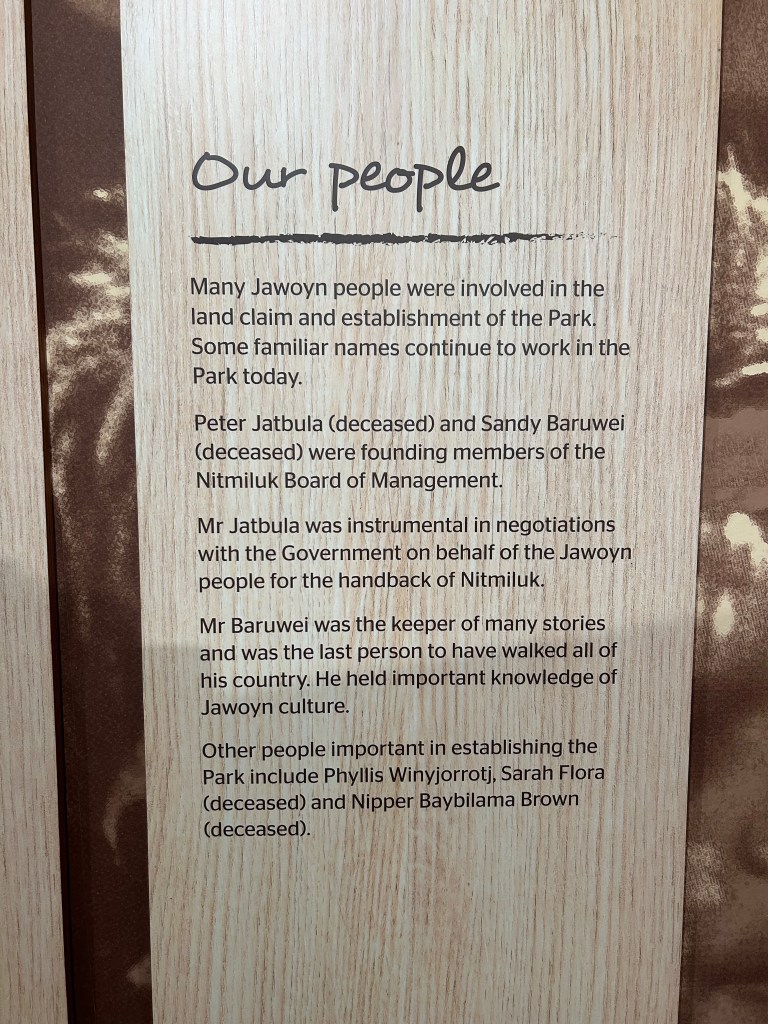 Our people
Many Jawoyn people were involved in the
land claim and establishment of the Park.
Some familiar names continue to work in the
Park today.
Peter Jatbula (deceased) and Sandy Baruwei
(deceased) were founding members of the
Nitmiluk Board of Management.
Mr Jatbula was instrumental in negotiations
with the Government on behalf of the Jawoyn
people for the handback of Nitmiluk.
Mr Baruwei was the keeper of many stories
and was the last person to have walked all of
his country. He held important knowledge of
Jawoyn culture.
Other people important in establishing the
Park include Phyllis Winyjorrotj, Sarah Flora
(deceased) and Nipper Baybilama Brown
(deceased).